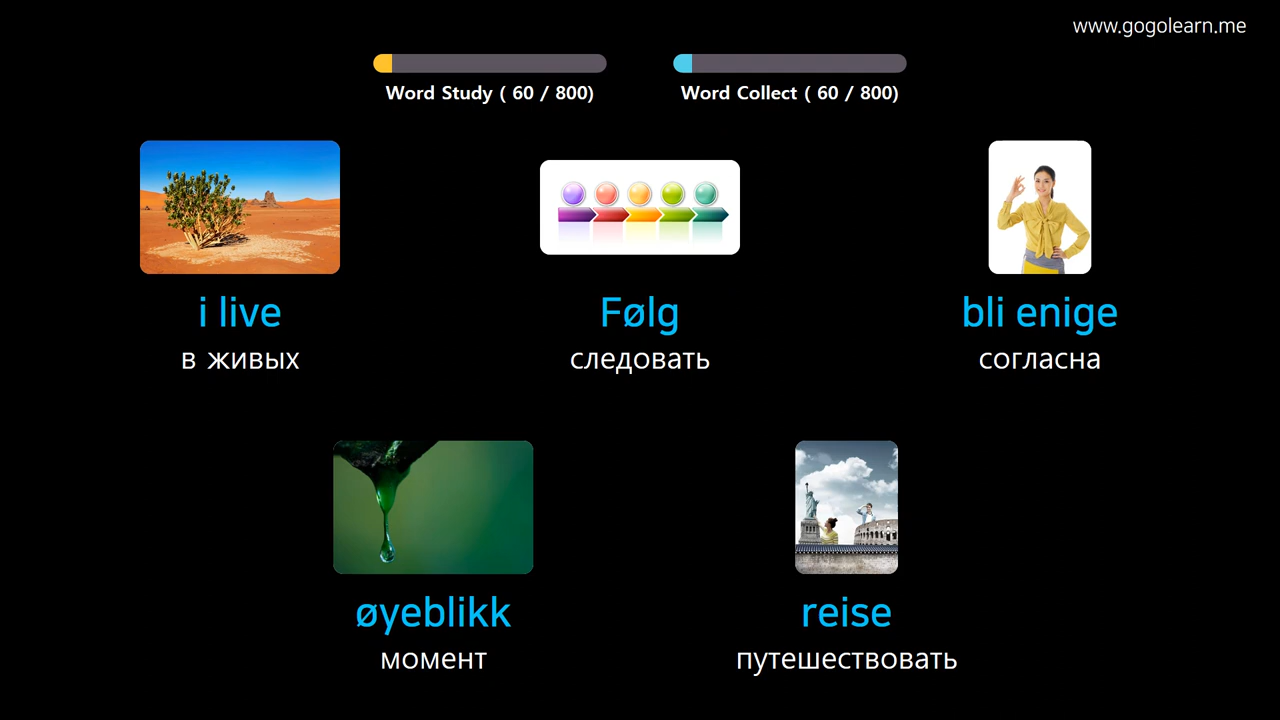 www.gogolearn.me
Word Study ( 60 / 800)
Word Collect ( 60 / 800)
i live
в живых
Følg
следовать
bli enige
согласна
øyeblikk
момент
reise
путешествовать